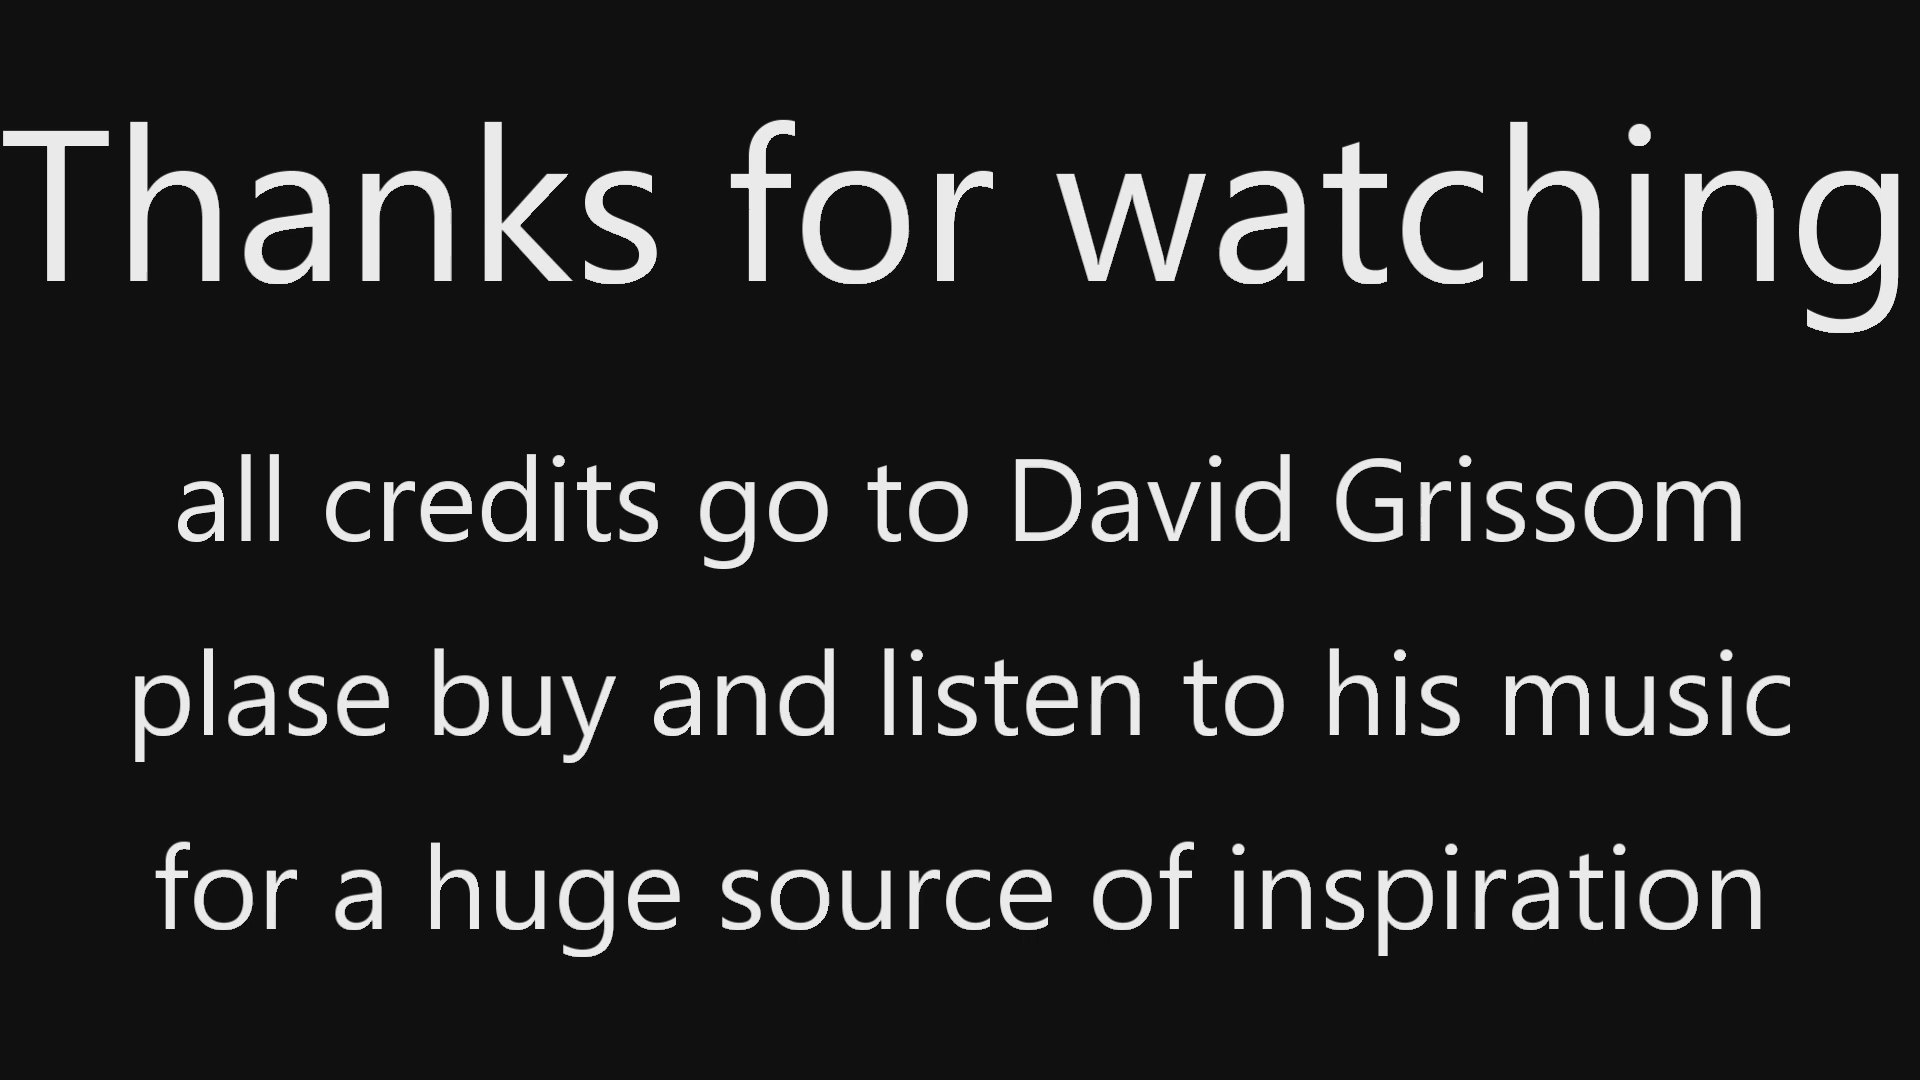 Thanks for watching
all credits go to David Grissom
plase buy and listen to his music
for a huge source of inspiration